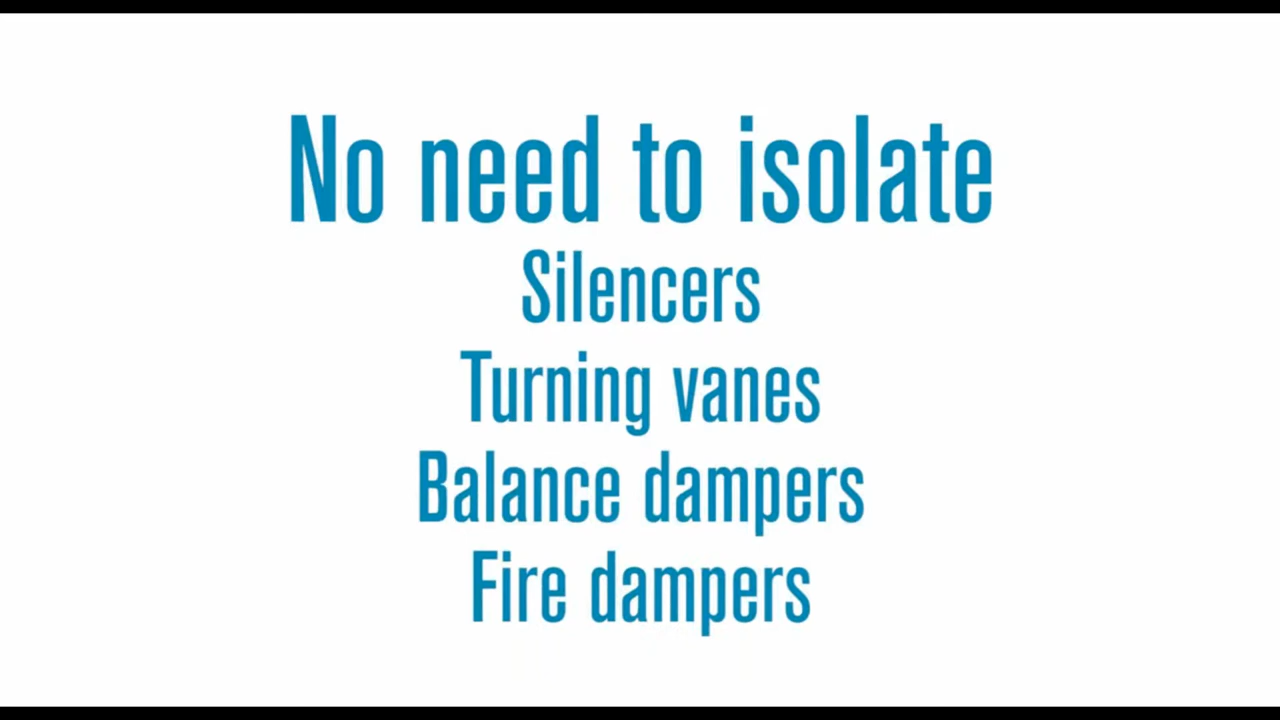 No need to isolate
Silencers
Turning vanes
Balance dampers
Fire dampers